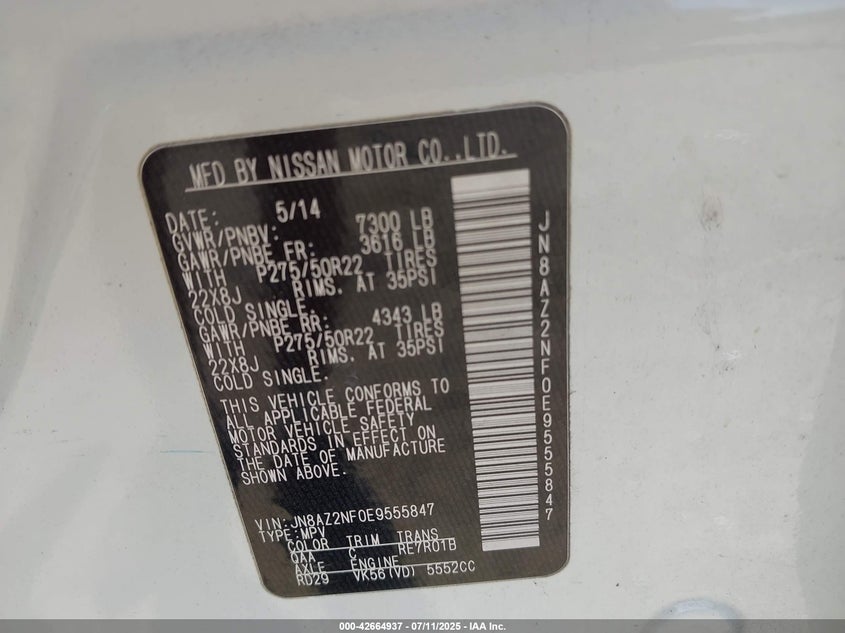 MFD BY NISSAN MOTOR CO.,LTD.
DATE: 5/14
GVWR/PNBV: 7300 LB
GAWR/PNBE FR: 3616 LB
WITH P275/50R22 TIRES
22X8J RIMS. AT 35PSI
COLD SINGLE.
GAWR/PNBE RR: 4343 LB
WITH P275/50R22 TIRES
22X8J RIMS. AT 35PSI
COLD SINGLE.
THIS VEHICLE CONFORMS TO
ALL APPLICABLE FEDERAL
MOTOR VEHICLE SAFETY
STANDARDS IN EFFECT ON
THE DATE OF MANUFACTURE
SHOWN ABOVE.
VIN:JN8AZ2NF0E9555847
TYPE:MPV
COLOR TRIM TRANS
QAA C RE7R01B
AXLE ENGINE
RD29 VK56(VD) 5552CC
JN8AZ2NF0E9555847
000-42664937 - 07/11/2025 - IAA Inc.